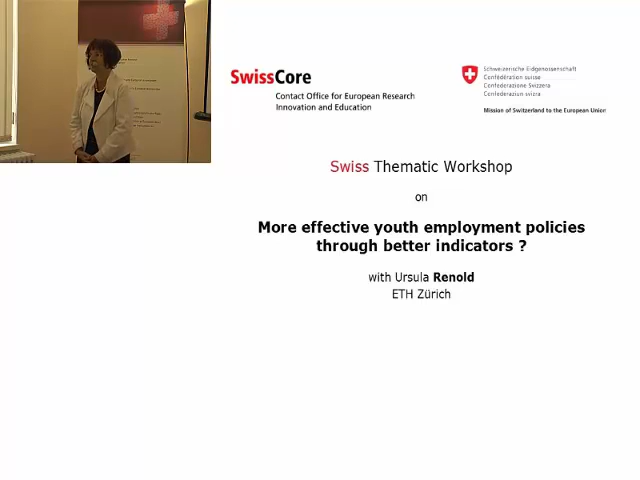 SwissCore
Contact Office for European Research
Innovation and Education
Schweizerische Eidgenossenschaft
Confédération suisse
Confederazione Svizzera
Confederaziun svizra
Mission of Switzerland to the European Union
Swiss Thematic Workshop
on
More effective youth employment policies
through better indicators ?
with Ursula Renold
ETH Zürich